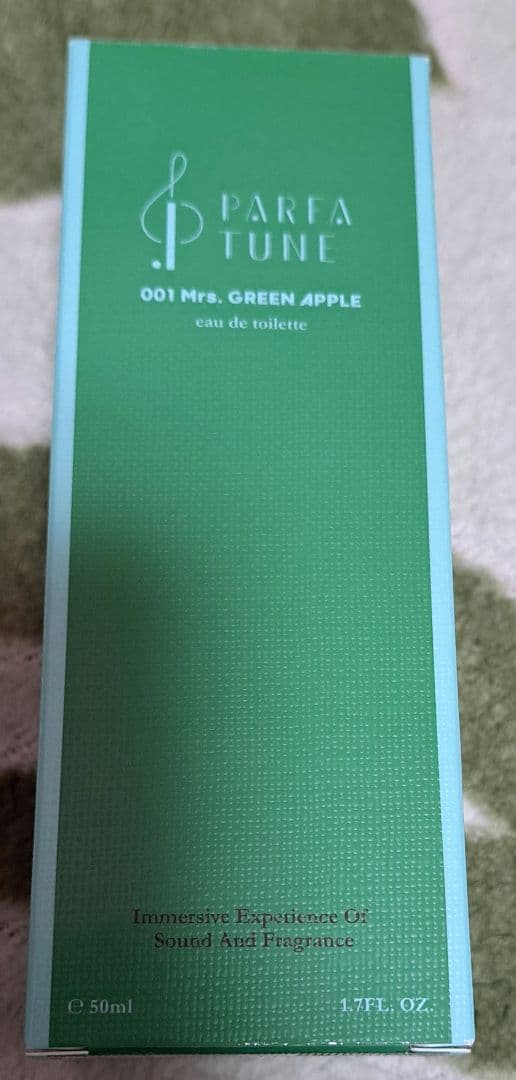 PARFA
TUNE
001 Mrs. GREEN APPLE
eau de toilette
Immersive Experience Of
Sound And Fragrance
℮ 50ml
1.7FL. OZ.